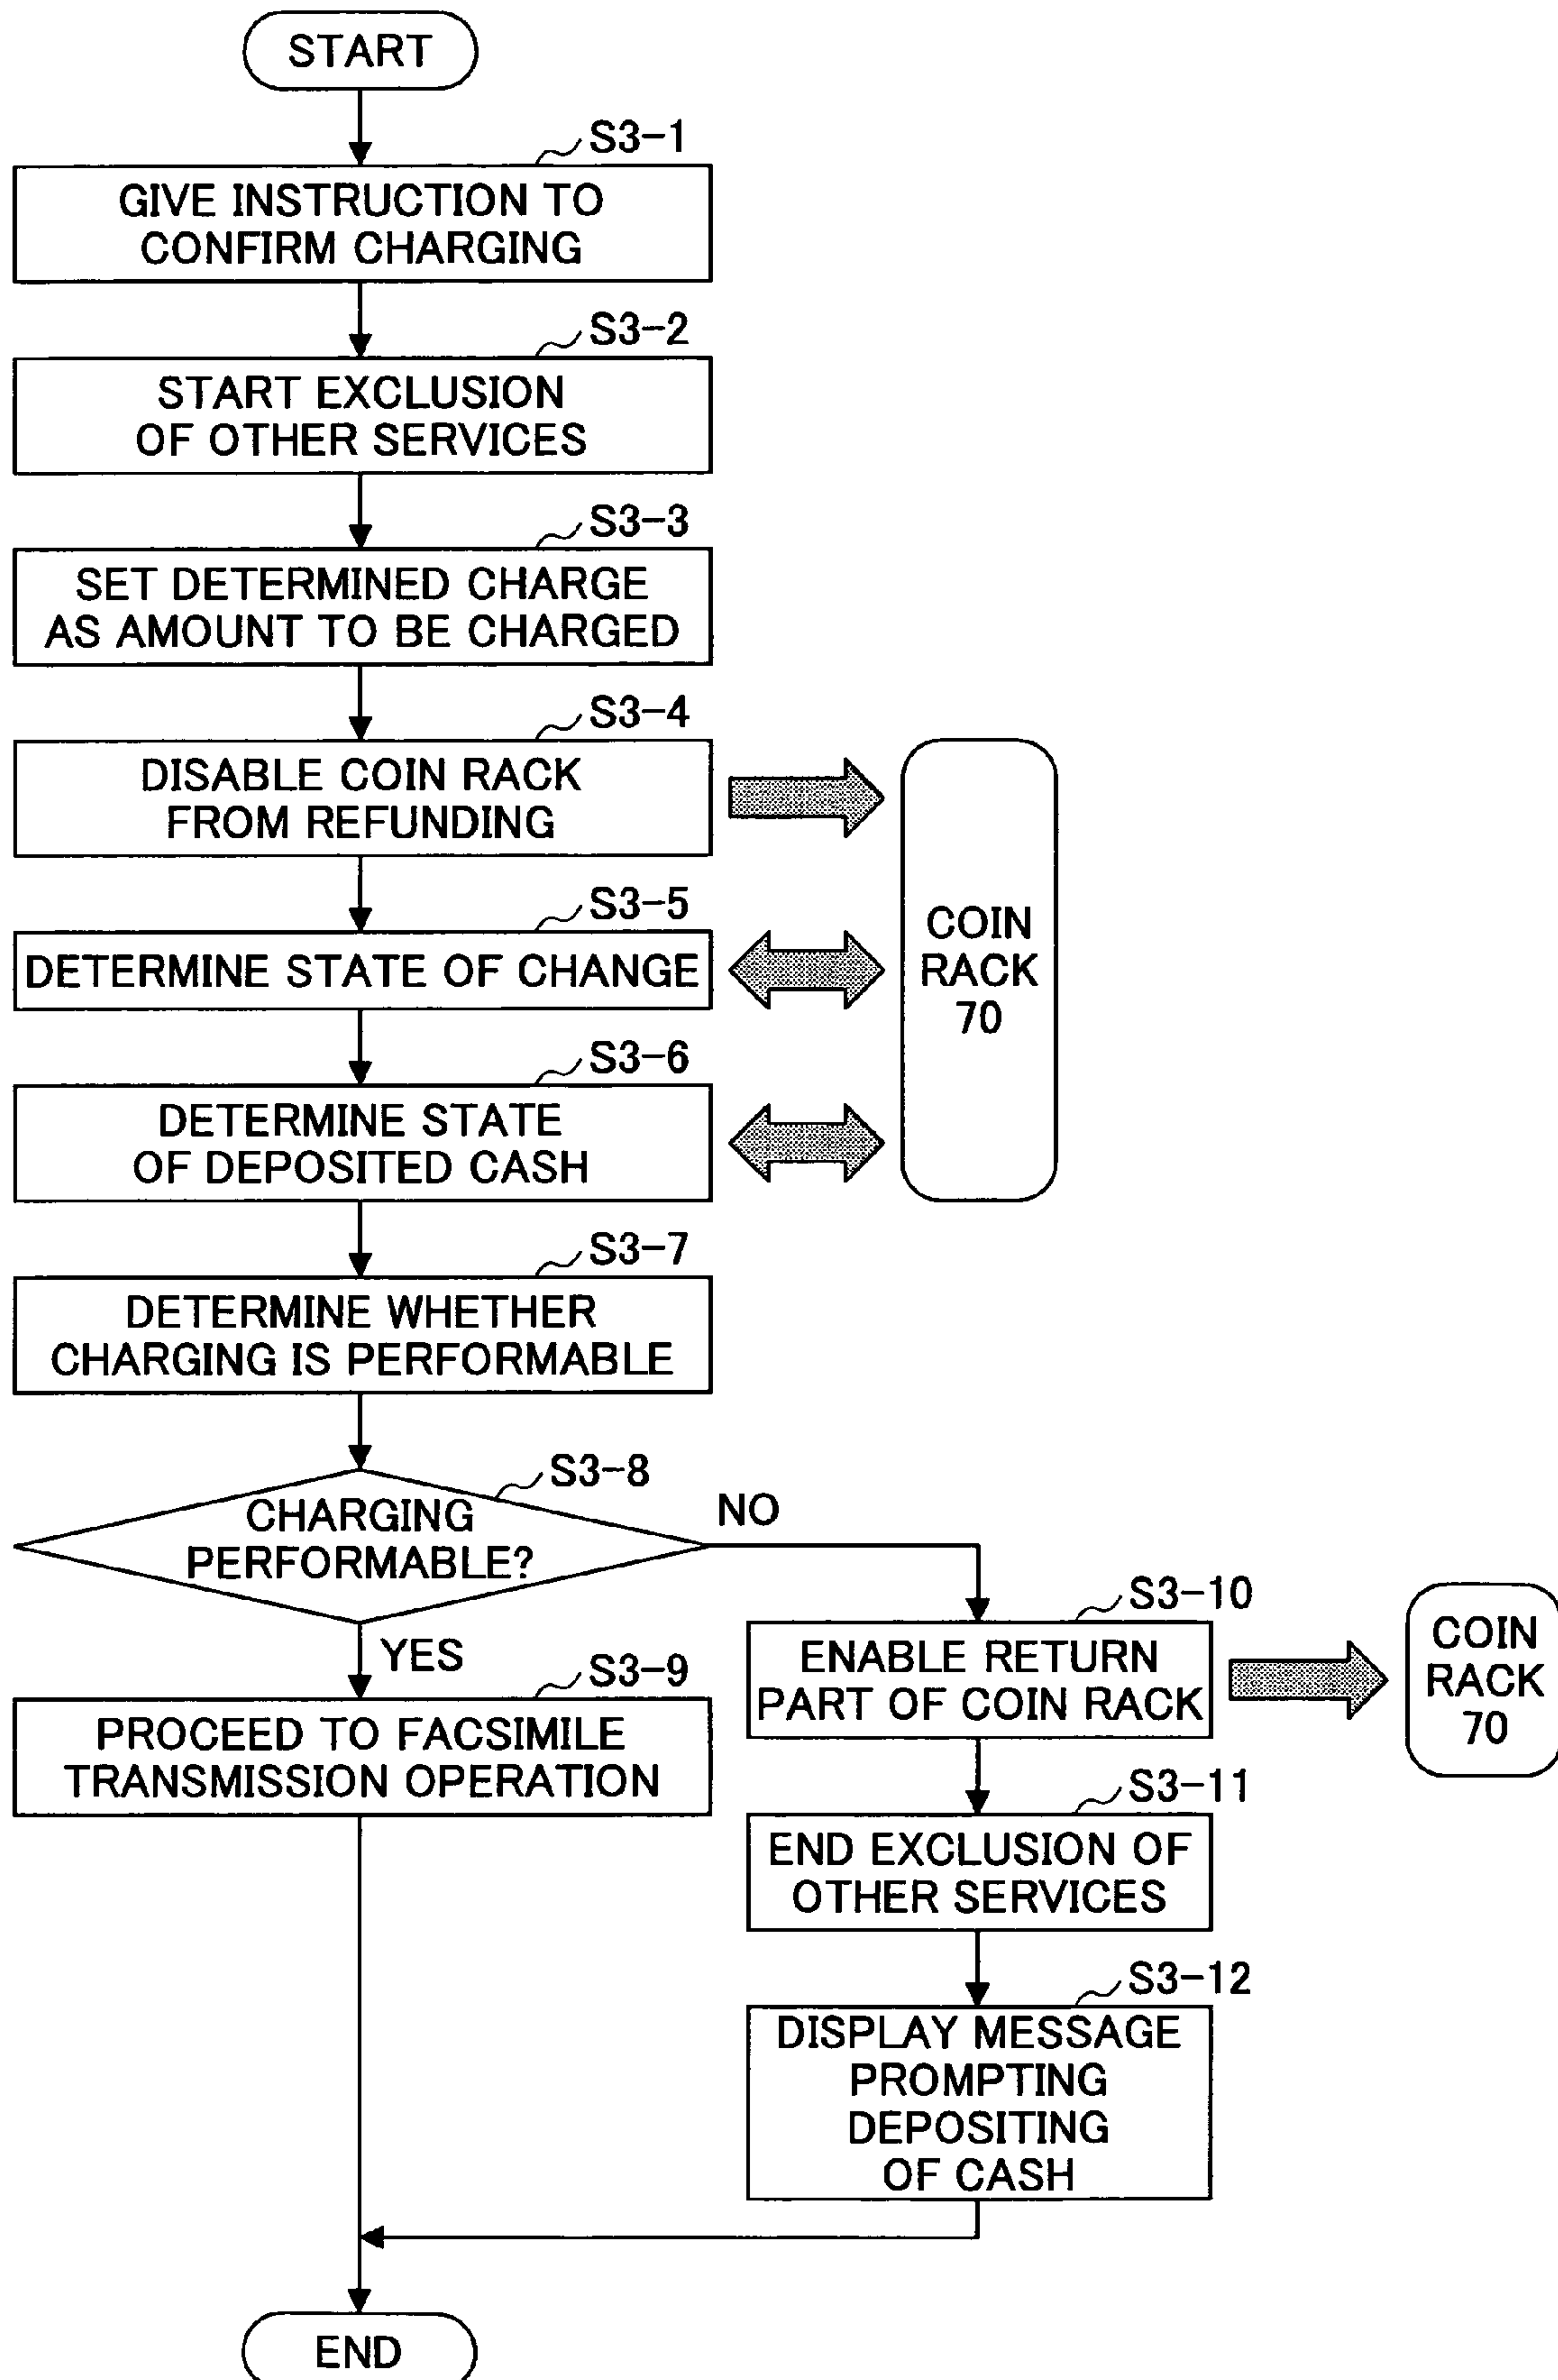 START
S3-1
GIVE INSTRUCTION TO
CONFIRM CHARGING
S3-2
START EXCLUSION
OF OTHER SERVICES
S3-3
SET DETERMINED CHARGE
AS AMOUNT TO BE CHARGED
S3-4
DISABLE COIN RACK
FROM REFUNDING
S3-5
DETERMINE STATE OF CHANGE
COIN
RACK
70
S3-6
DETERMINE STATE
OF DEPOSITED CASH
S3-7
DETERMINE WHETHER
CHARGING IS PERFORMABLE
S3-8
CHARGING
PERFORMABLE?
NO
YES
S3-9
PROCEED TO FACSIMILE
TRANSMISSION OPERATION
S3-10
ENABLE RETURN
PART OF COIN RACK
COIN
RACK
70
S3-11
END EXCLUSION OF
OTHER SERVICES
S3-12
DISPLAY MESSAGE
PROMPTING
DEPOSITING
OF CASH
END